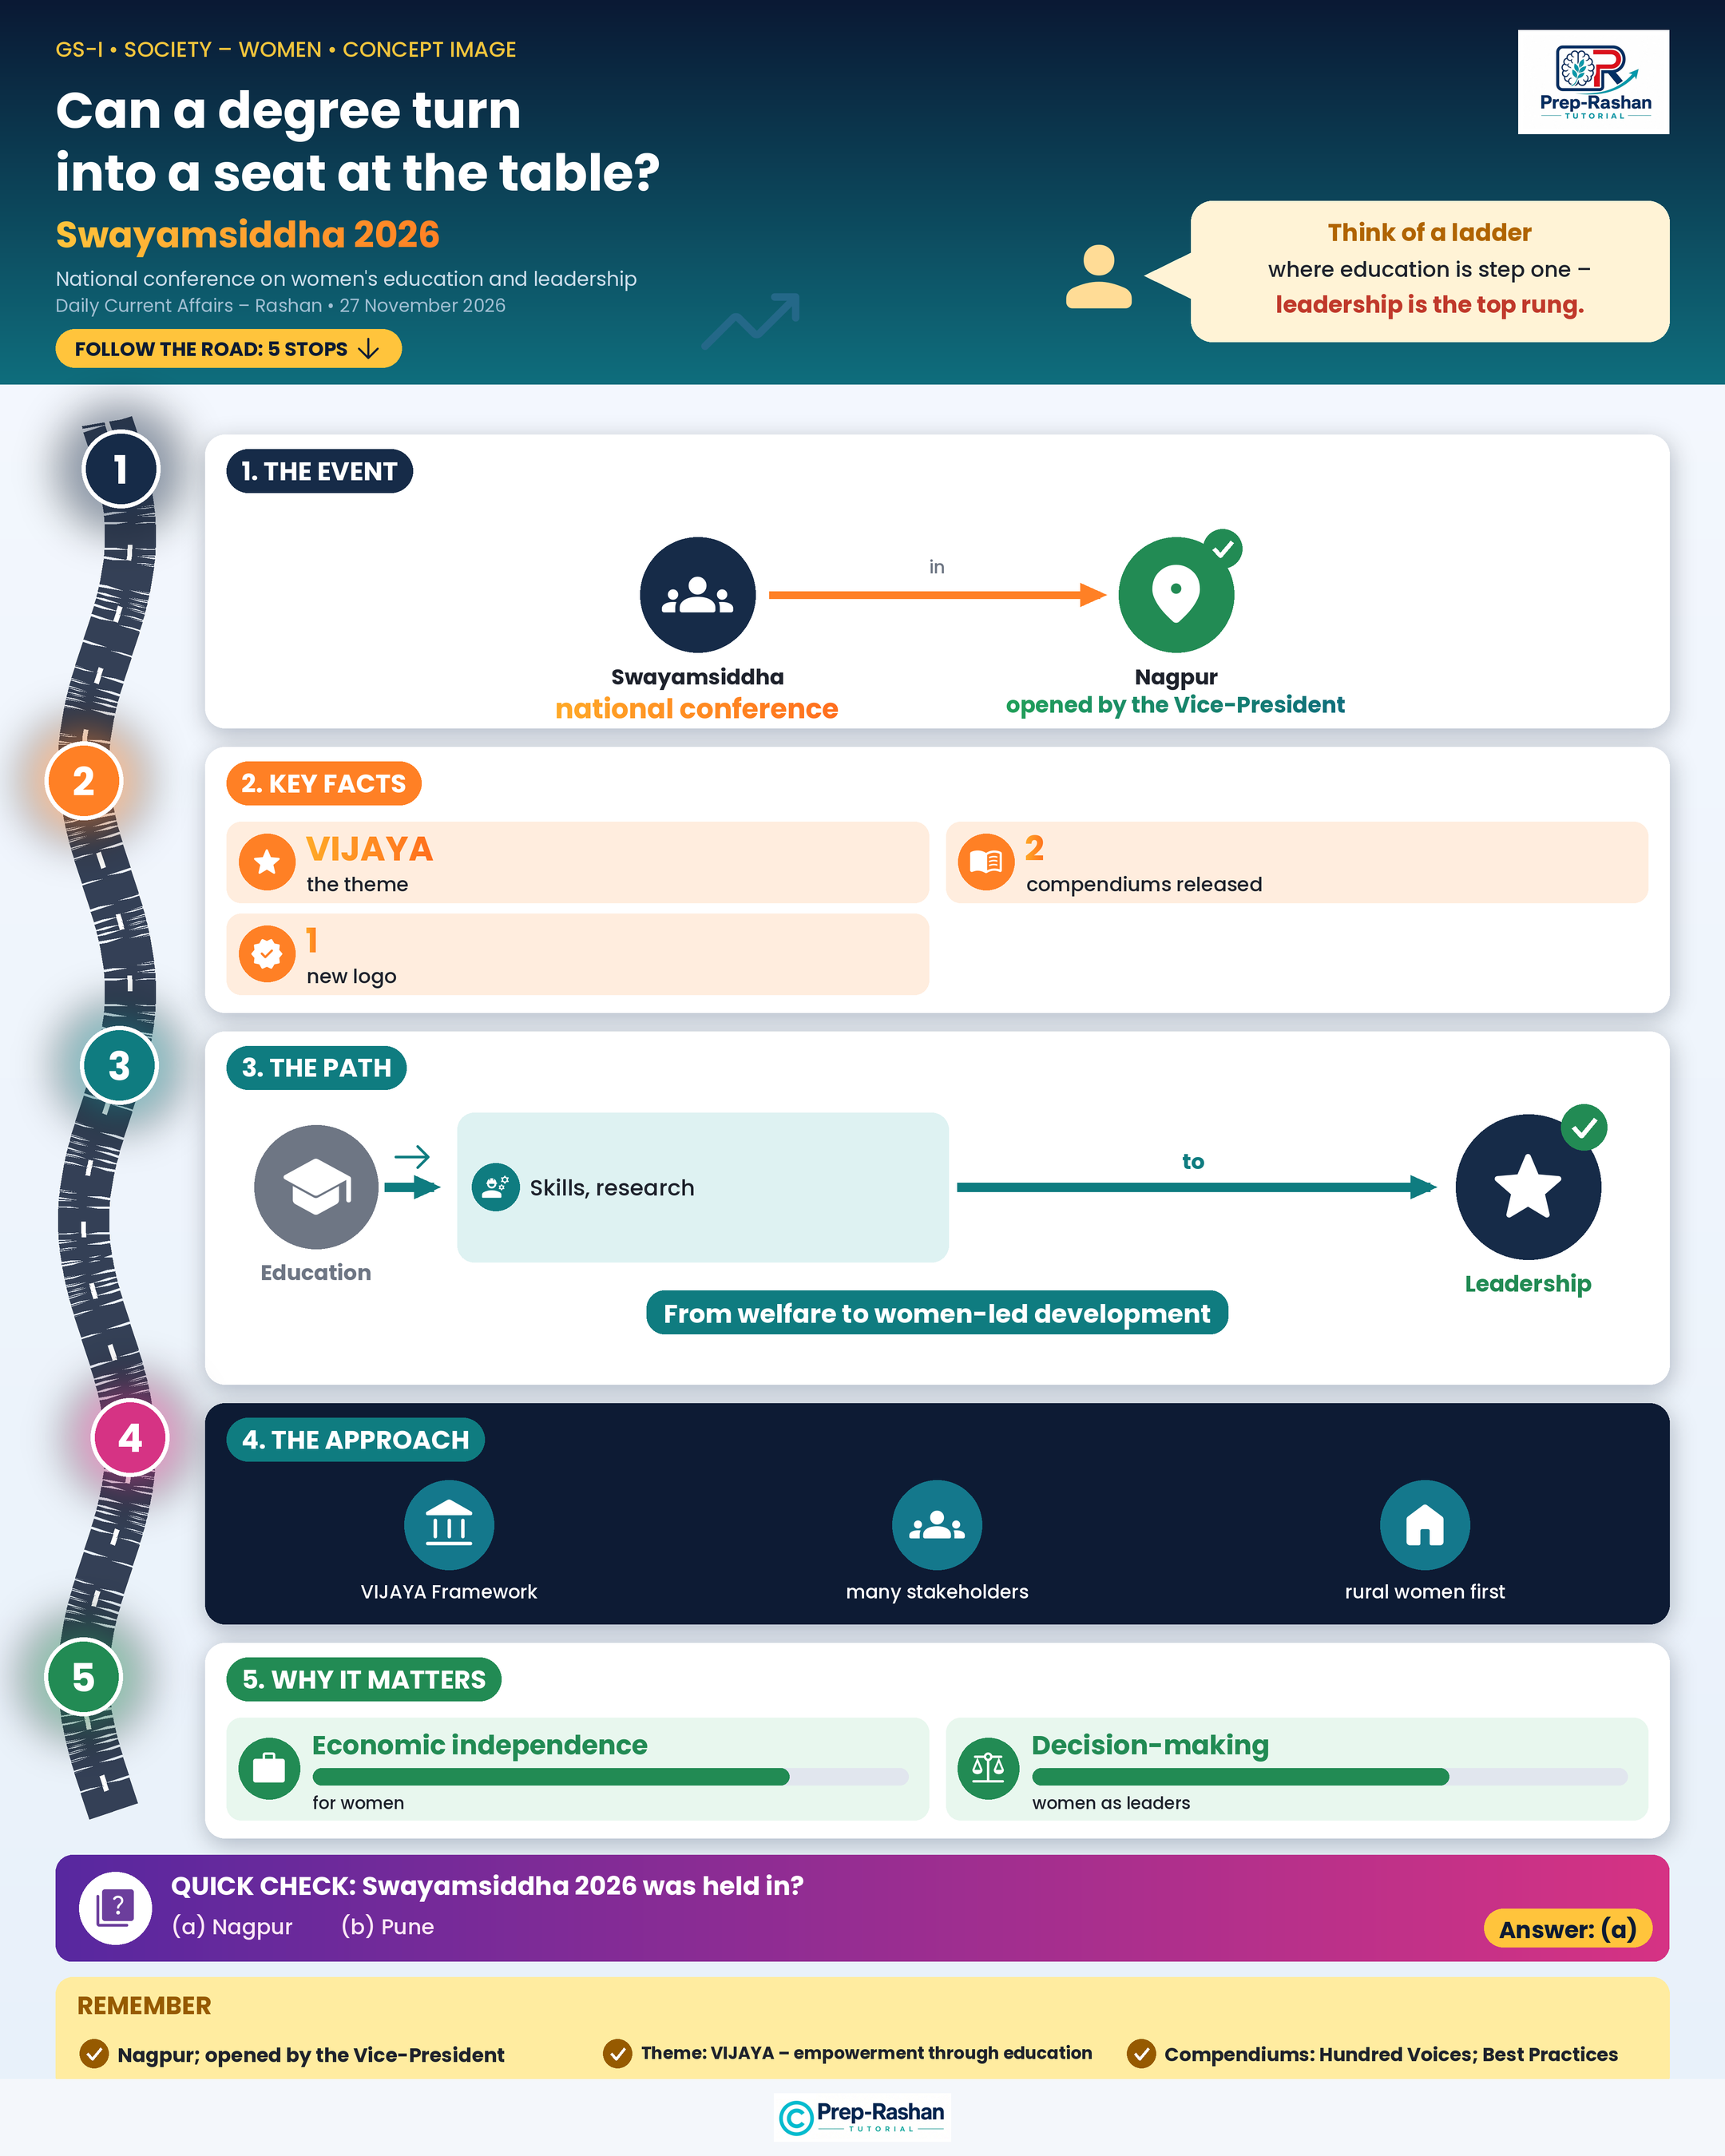 GS-I • SOCIETY – WOMEN • CONCEPT IMAGE
Can a degree turn
into a seat at the table?
Swayamsiddha 2026
National conference on women's education and leadership
Daily Current Affairs – Rashan • 27 November 2026
FOLLOW THE ROAD: 5 STOPS
Prep-Rashan
TUTORIAL
Think of a ladder
where education is step one –
leadership is the top rung.
1
1. THE EVENT
in
Swayamsiddha
national conference
Nagpur
opened by the Vice-President
2
2. KEY FACTS
VIJAYA
the theme
2
compendiums released
1
new logo
3
3. THE PATH
Education
Skills, research
to
Leadership
From welfare to women-led development
4
4. THE APPROACH
VIJAYA Framework
many stakeholders
rural women first
5
5. WHY IT MATTERS
Economic independence
for women
Decision-making
women as leaders
QUICK CHECK: Swayamsiddha 2026 was held in?
(a) Nagpur (b) Pune
Answer: (a)
REMEMBER
Nagpur; opened by the Vice-President
Theme: VIJAYA – empowerment through education
Compendiums: Hundred Voices; Best Practices
© Prep-Rashan
TUTORIAL